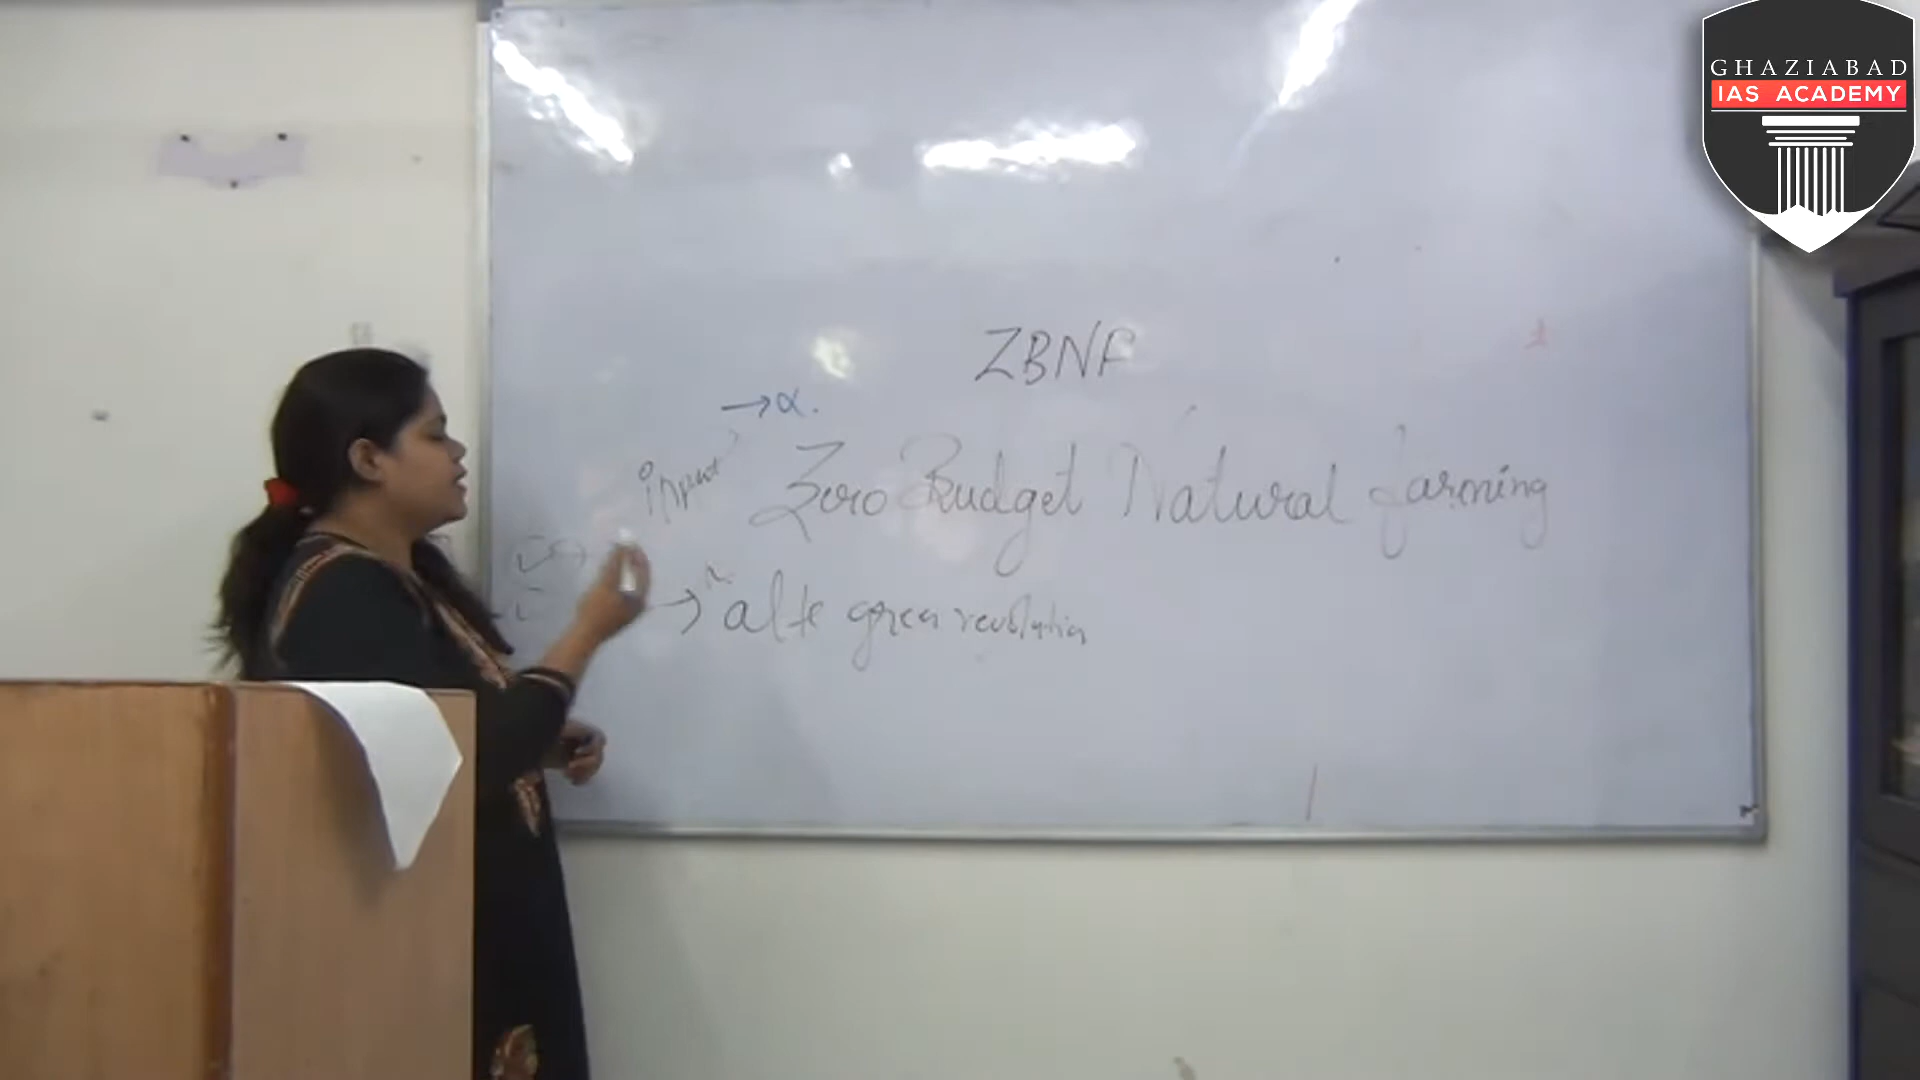 GHAZIABAD
IAS ACADEMY
ZBNF
→ α.
input
Zero Budget Natural farming
→ alte green revolution